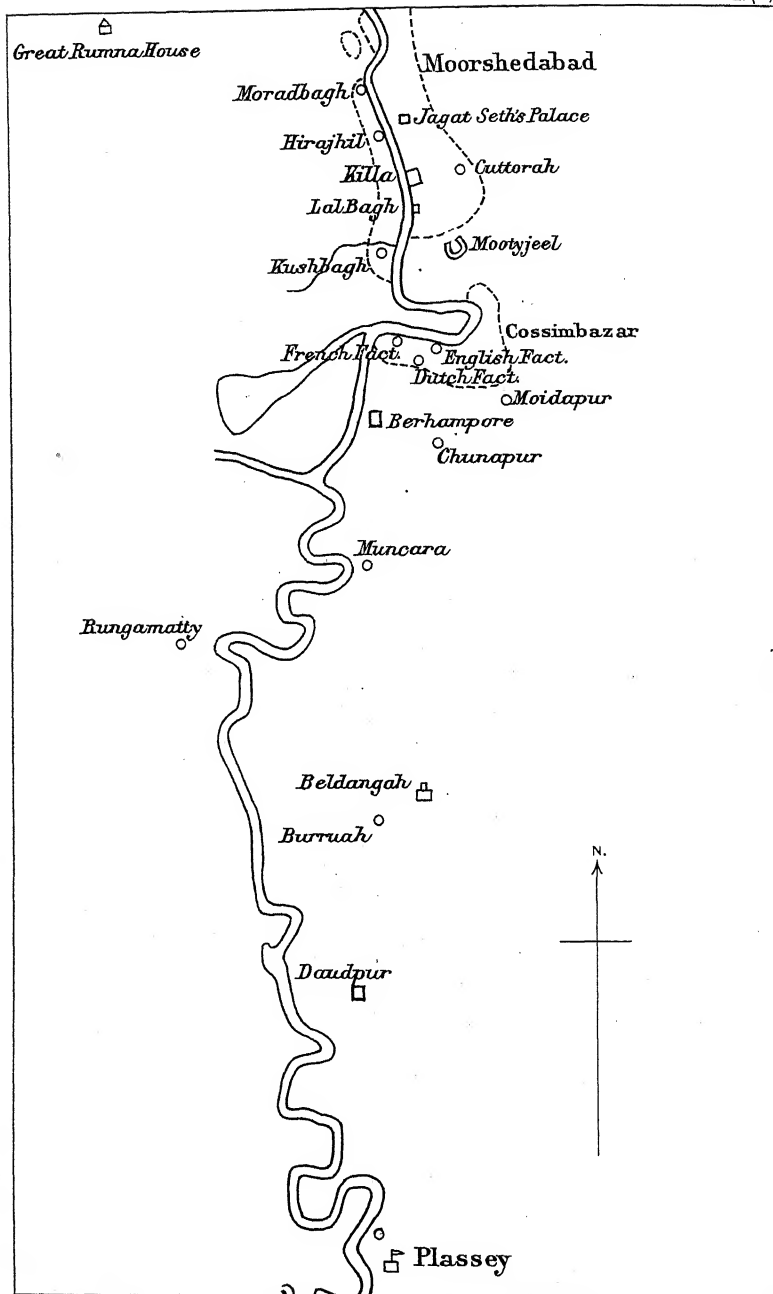 Great Rumna House
Moorshedabad
Moradbagh
Jagat Seth's Palace
Hirajhil
Killa
Cuttorah
Lal Bagh
Mootyjeel
Kushbagh
Cossimbazar
French Fact.
English Fact.
Dutch Fact.
Moidapur
Berhampore
Chunapur
Muncara
Rungamatty
Beldangah
Burruah
N.
Daudpur
Plassey